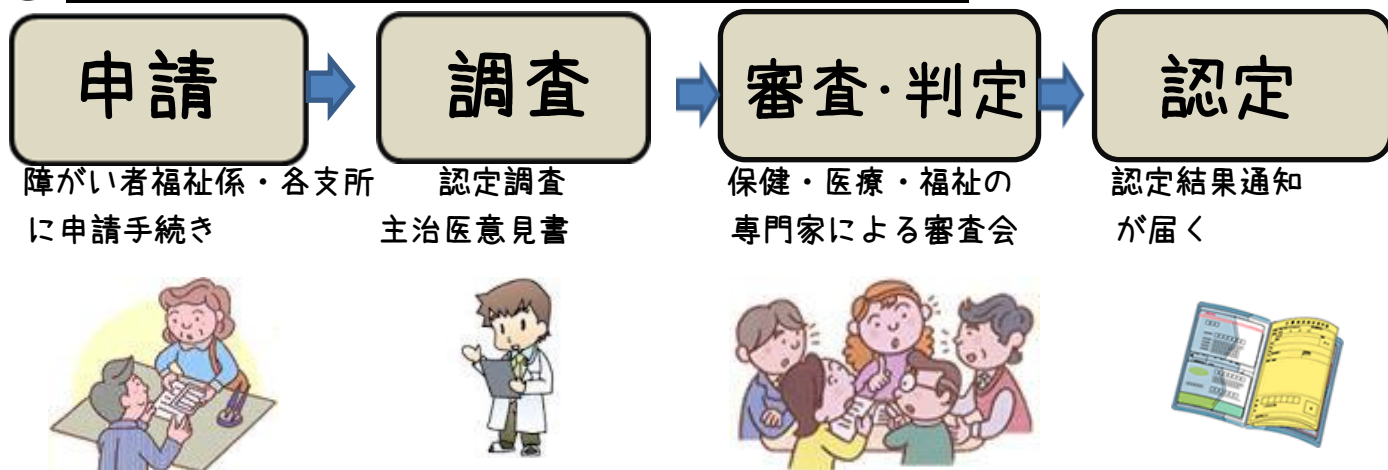 申請
調査
審査・判定
認定
障がい者福祉係・各支所
に申請手続き
認定調査
主治医意見書
保健・医療・福祉の
専門家による審査会
認定結果通知
が届く